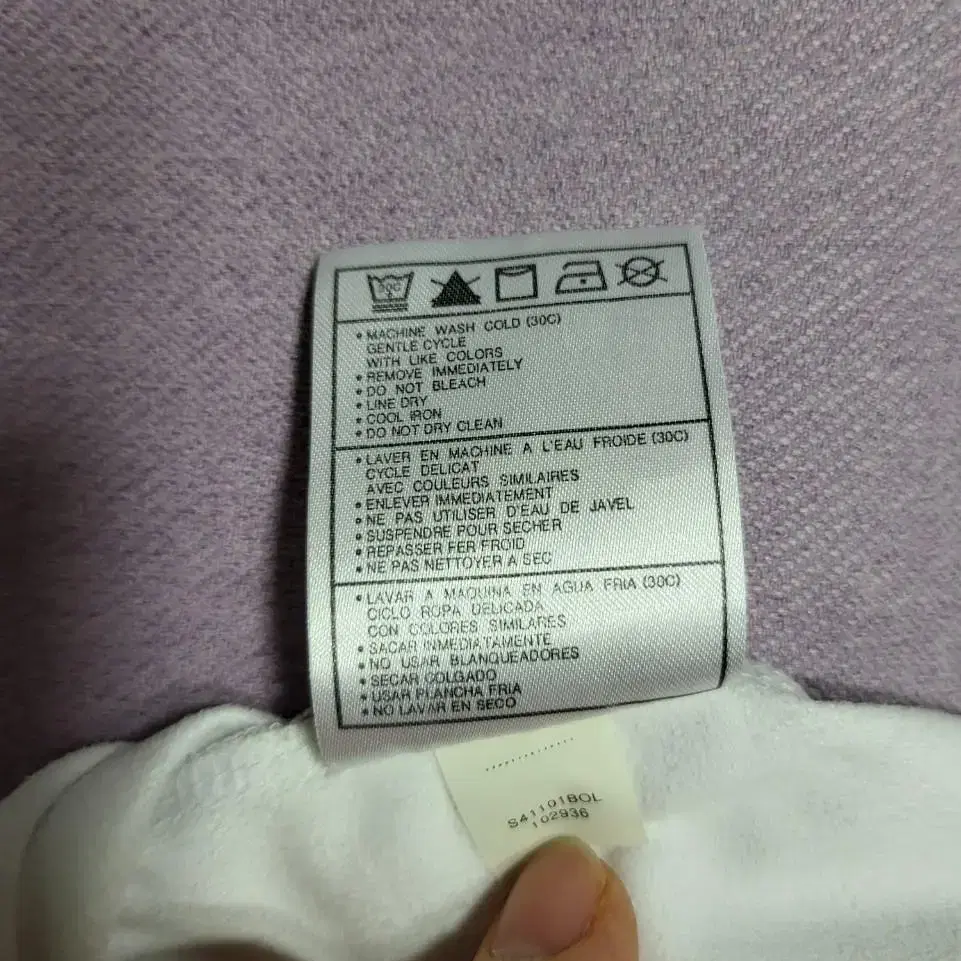 30C
• MACHINE WASH COLD (30C)
GENTLE CYCLE
WITH LIKE COLORS
• REMOVE IMMEDIATELY
• DO NOT BLEACH
• LINE DRY
• COOL IRON
• DO NOT DRY CLEAN
• LAVER EN MACHINE A L'EAU FROIDE (30C)
CYCLE DELICAT
AVEC COULEURS SIMILAIRES
• ENLEVER IMMEDIATEMENT
• NE PAS UTILISER D'EAU DE JAVEL
• SUSPENDRE POUR SECHER
• REPASSER FER FROID
• NE PAS NETTOYER A SEC
• LAVAR A MAQUINA EN AGUA FRIA (30C)
CICLO ROPA DELICADA
CON COLORES SIMILARES
• SACAR INMEDIATAMENTE
• NO USAR BLANQUEADORES
• SECAR COLGADO
• USAR PLANCHA FRIA
• NO LAVAR EN SECO
S41101BOL
102936